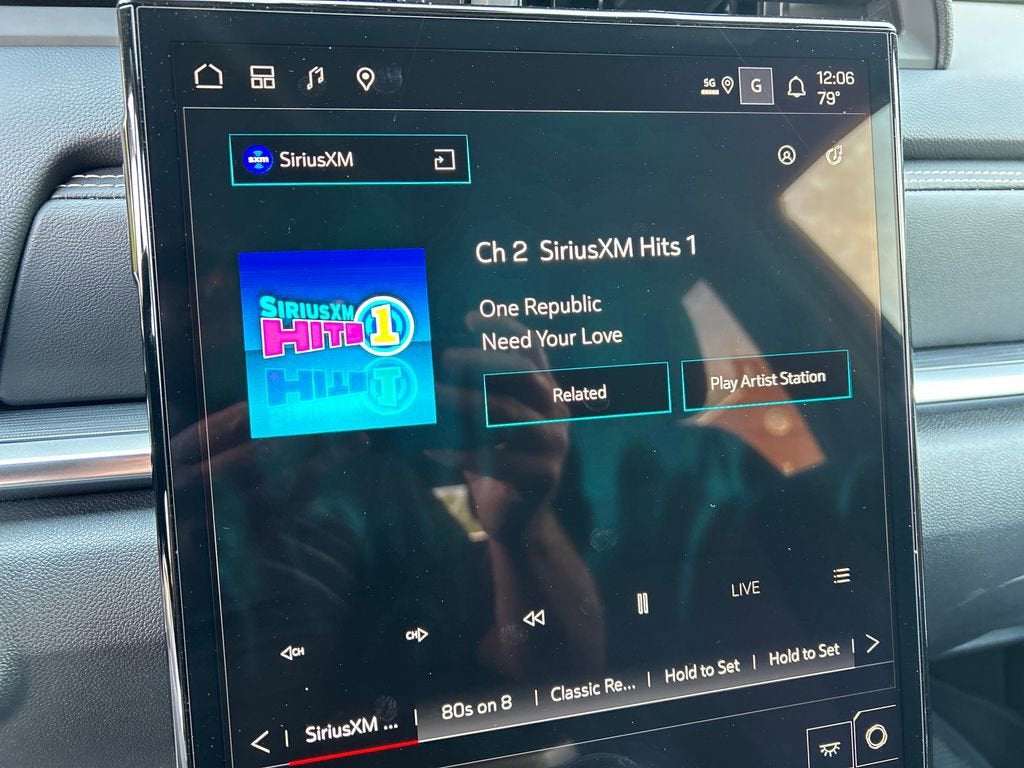 5G
G
12:06
79°
sxm SiriusXM
Ch 2 SiriusXM Hits 1
SIRIUSXM
HITS 1
One Republic
Need Your Love
Related
Play Artist Station
CH
CH
LIVE
SiriusXM ...
80s on 8
Classic Re...
Hold to Set
Hold to Set